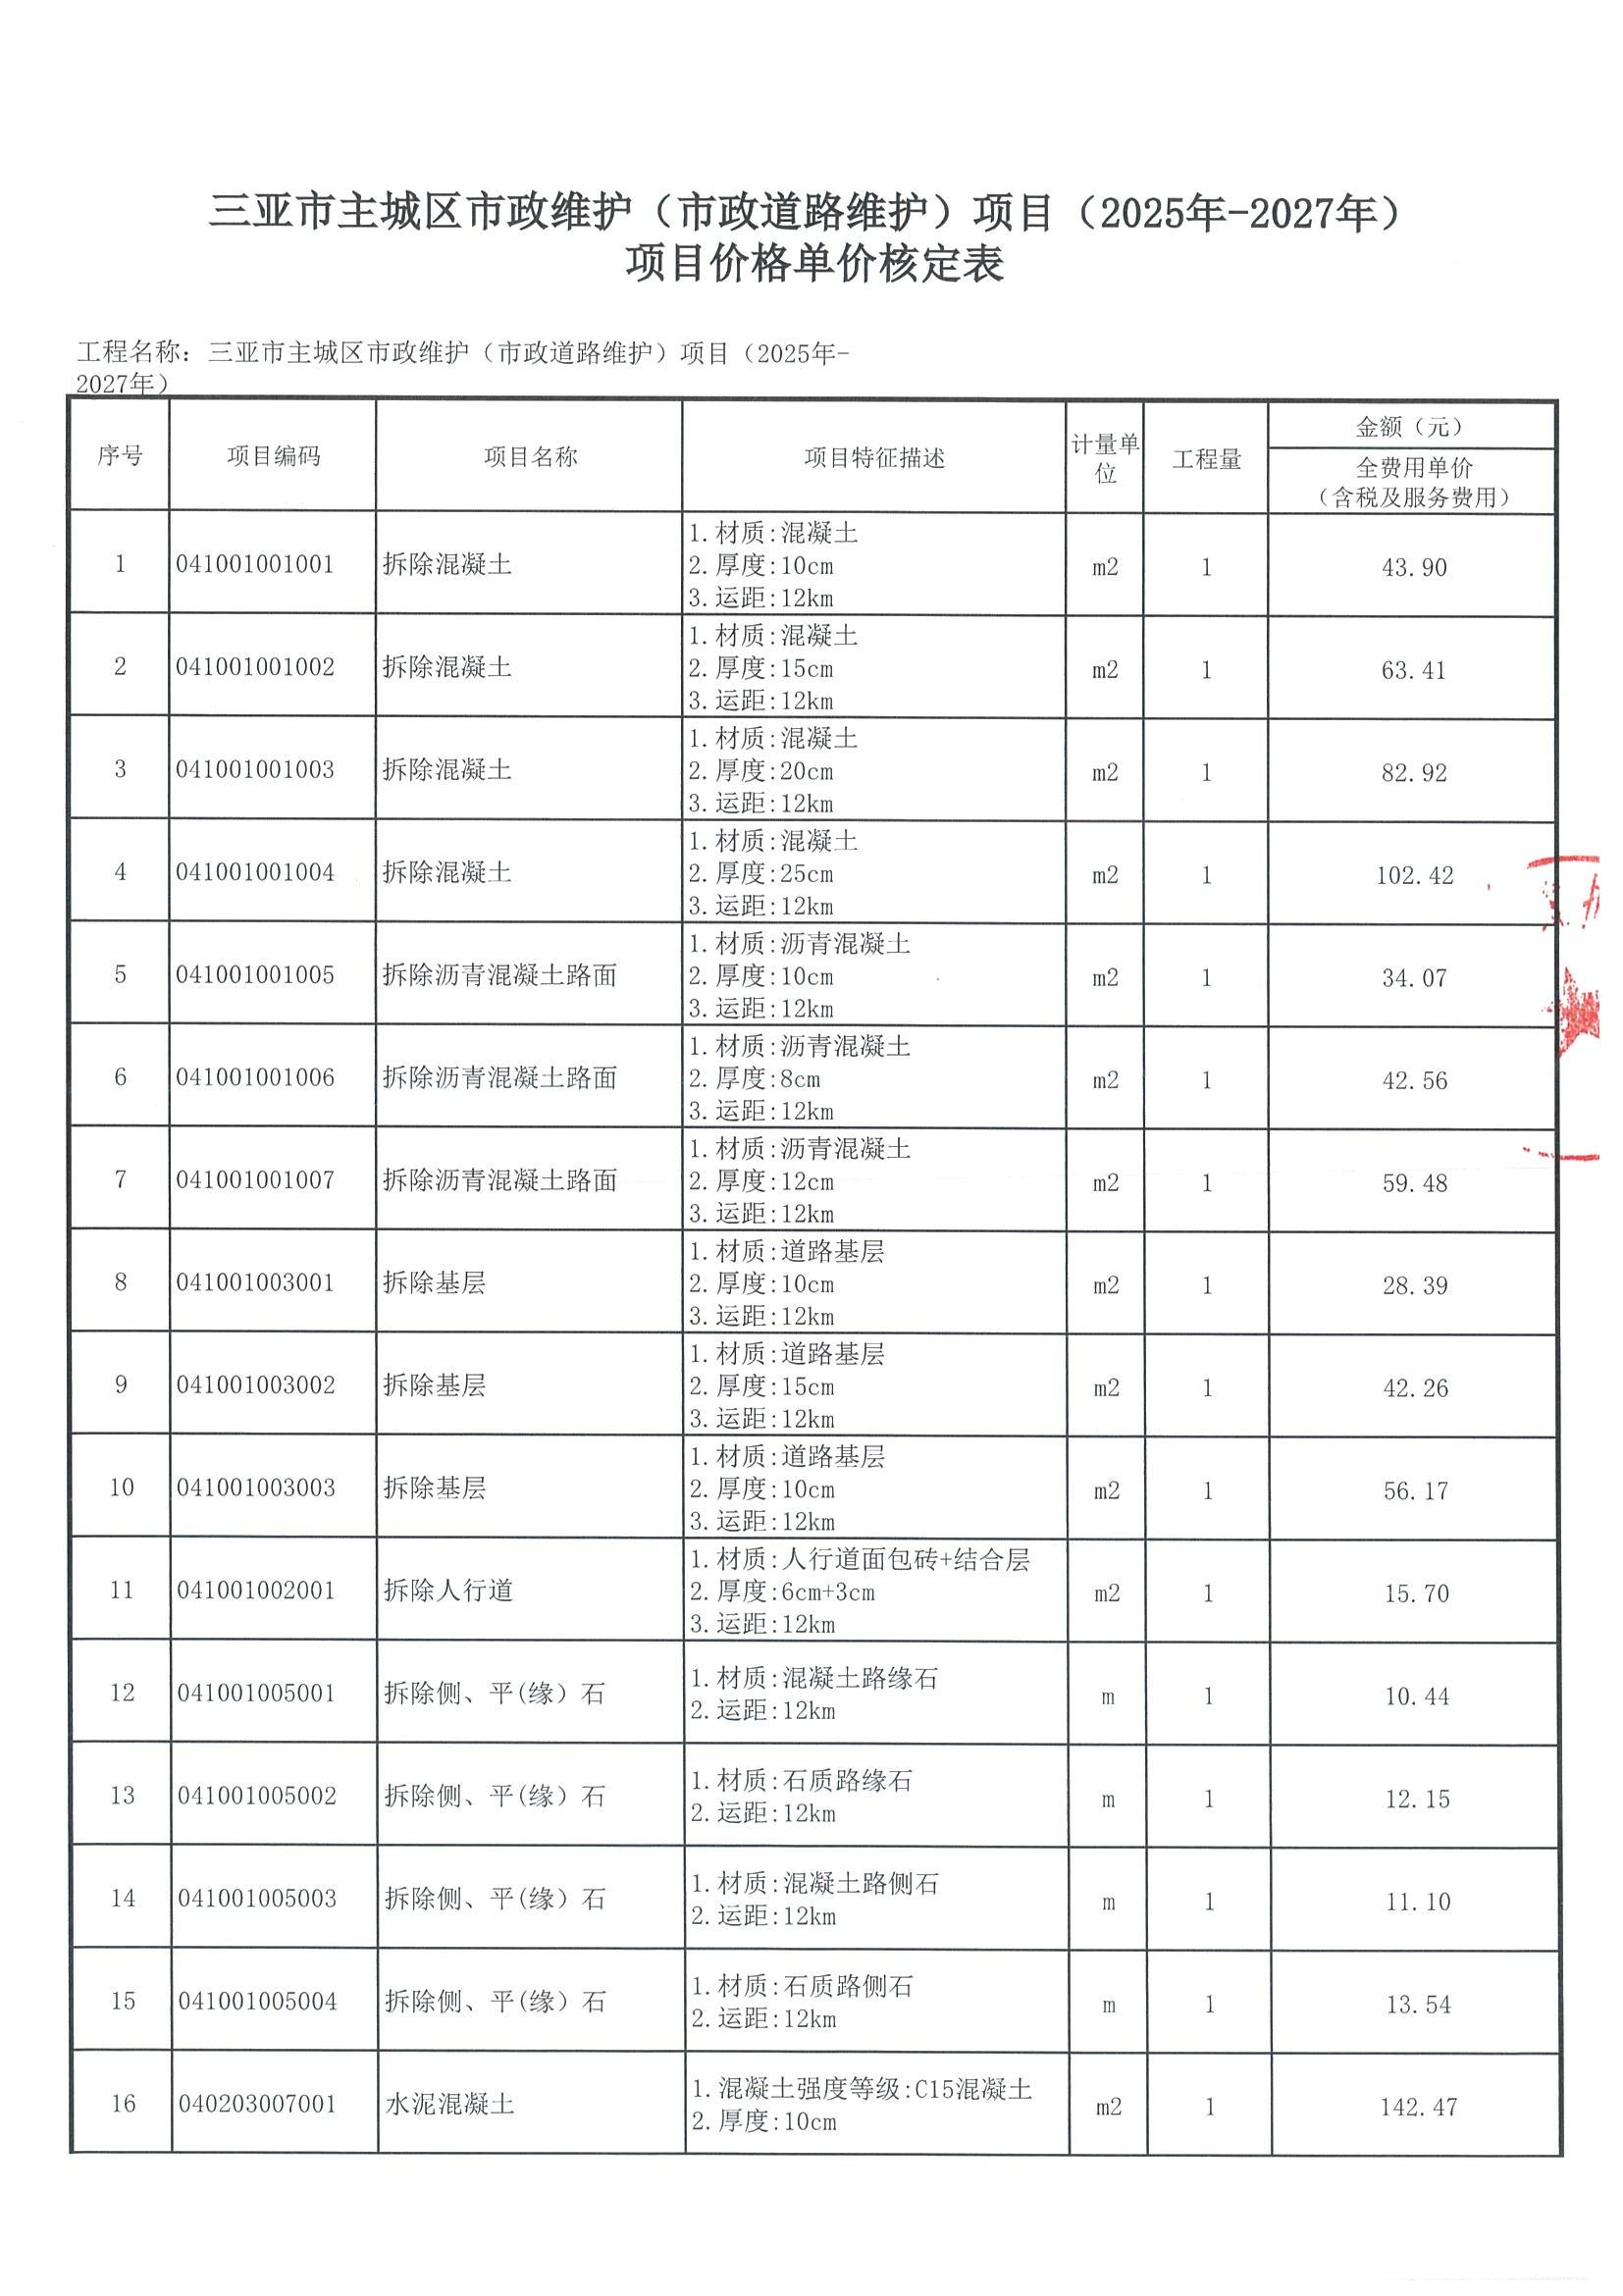 三亚市主城区市政维护（市政道路维护）项目（2025年-2027年）
项目价格单价核定表
工程名称：三亚市主城区市政维护（市政道路维护）项目（2025年-
2027年）
序号 项目编码 项目名称 项目特征描述 计量单位 工程量 金额（元）
全费用单价
（含税及服务费用）
1 041001001001 拆除混凝土 1.材质:混凝土
2.厚度:10cm
3.运距:12km
m2 1 43.90
2 041001001002 拆除混凝土 1.材质:混凝土
2.厚度:15cm
3.运距:12km
m2 1 63.41
3 041001001003 拆除混凝土 1.材质:混凝土
2.厚度:20cm
3.运距:12km
m2 1 82.92
4 041001001004 拆除混凝土 1.材质:混凝土
2.厚度:25cm
3.运距:12km
m2 1 102.42
5 041001001005 拆除沥青混凝土路面 1.材质:沥青混凝土
2.厚度:10cm
3.运距:12km
m2 1 34.07
6 041001001006 拆除沥青混凝土路面 1.材质:沥青混凝土
2.厚度:8cm
3.运距:12km
m2 1 42.56
7 041001001007 拆除沥青混凝土路面 1.材质:沥青混凝土
2.厚度:12cm
3.运距:12km
m2 1 59.48
8 041001003001 拆除基层 1.材质:道路基层
2.厚度:10cm
3.运距:12km
m2 1 28.39
9 041001003002 拆除基层 1.材质:道路基层
2.厚度:15cm
3.运距:12km
m2 1 42.26
10 041001003003 拆除基层 1.材质:道路基层
2.厚度:10cm
3.运距:12km
m2 1 56.17
11 041001002001 拆除人行道 1.材质:人行道面包砖+结合层
2.厚度:6cm+3cm
3.运距:12km
m2 1 15.70
12 041001005001 拆除侧、平(缘）石 1.材质:混凝土路缘石
2.运距:12km
m 1 10.44
13 041001005002 拆除侧、平(缘）石 1.材质:石质路缘石
2.运距:12km
m 1 12.15
14 041001005003 拆除侧、平(缘）石 1.材质:混凝土路侧石
2.运距:12km
m 1 11.10
15 041001005004 拆除侧、平(缘）石 1.材质:石质路侧石
2.运距:12km
m 1 13.54
16 040203007001 水泥混凝土 1.混凝土强度等级:C15混凝土
2.厚度:10cm
m2 1 142.47